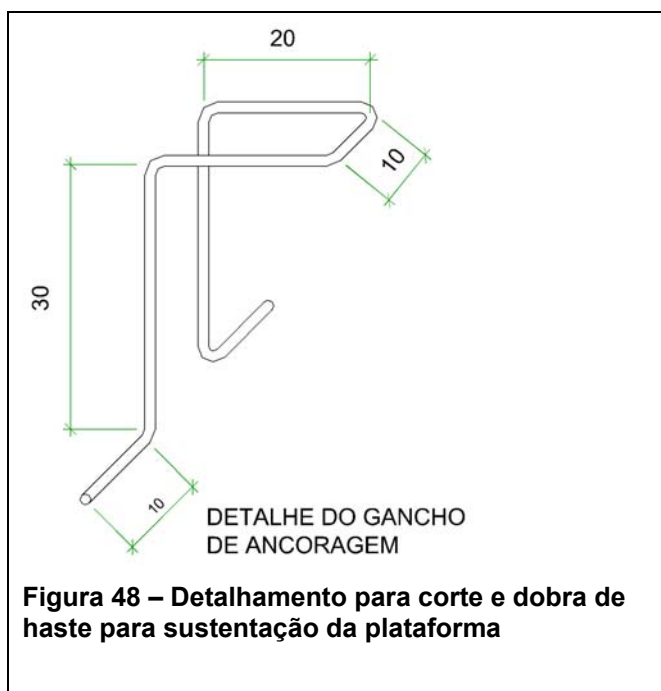 20
10
30
10
DETALHE DO GANCHO
DE ANCORAGEM
Figura 48 – Detalhamento para corte e dobra de
haste para sustentação da plataforma